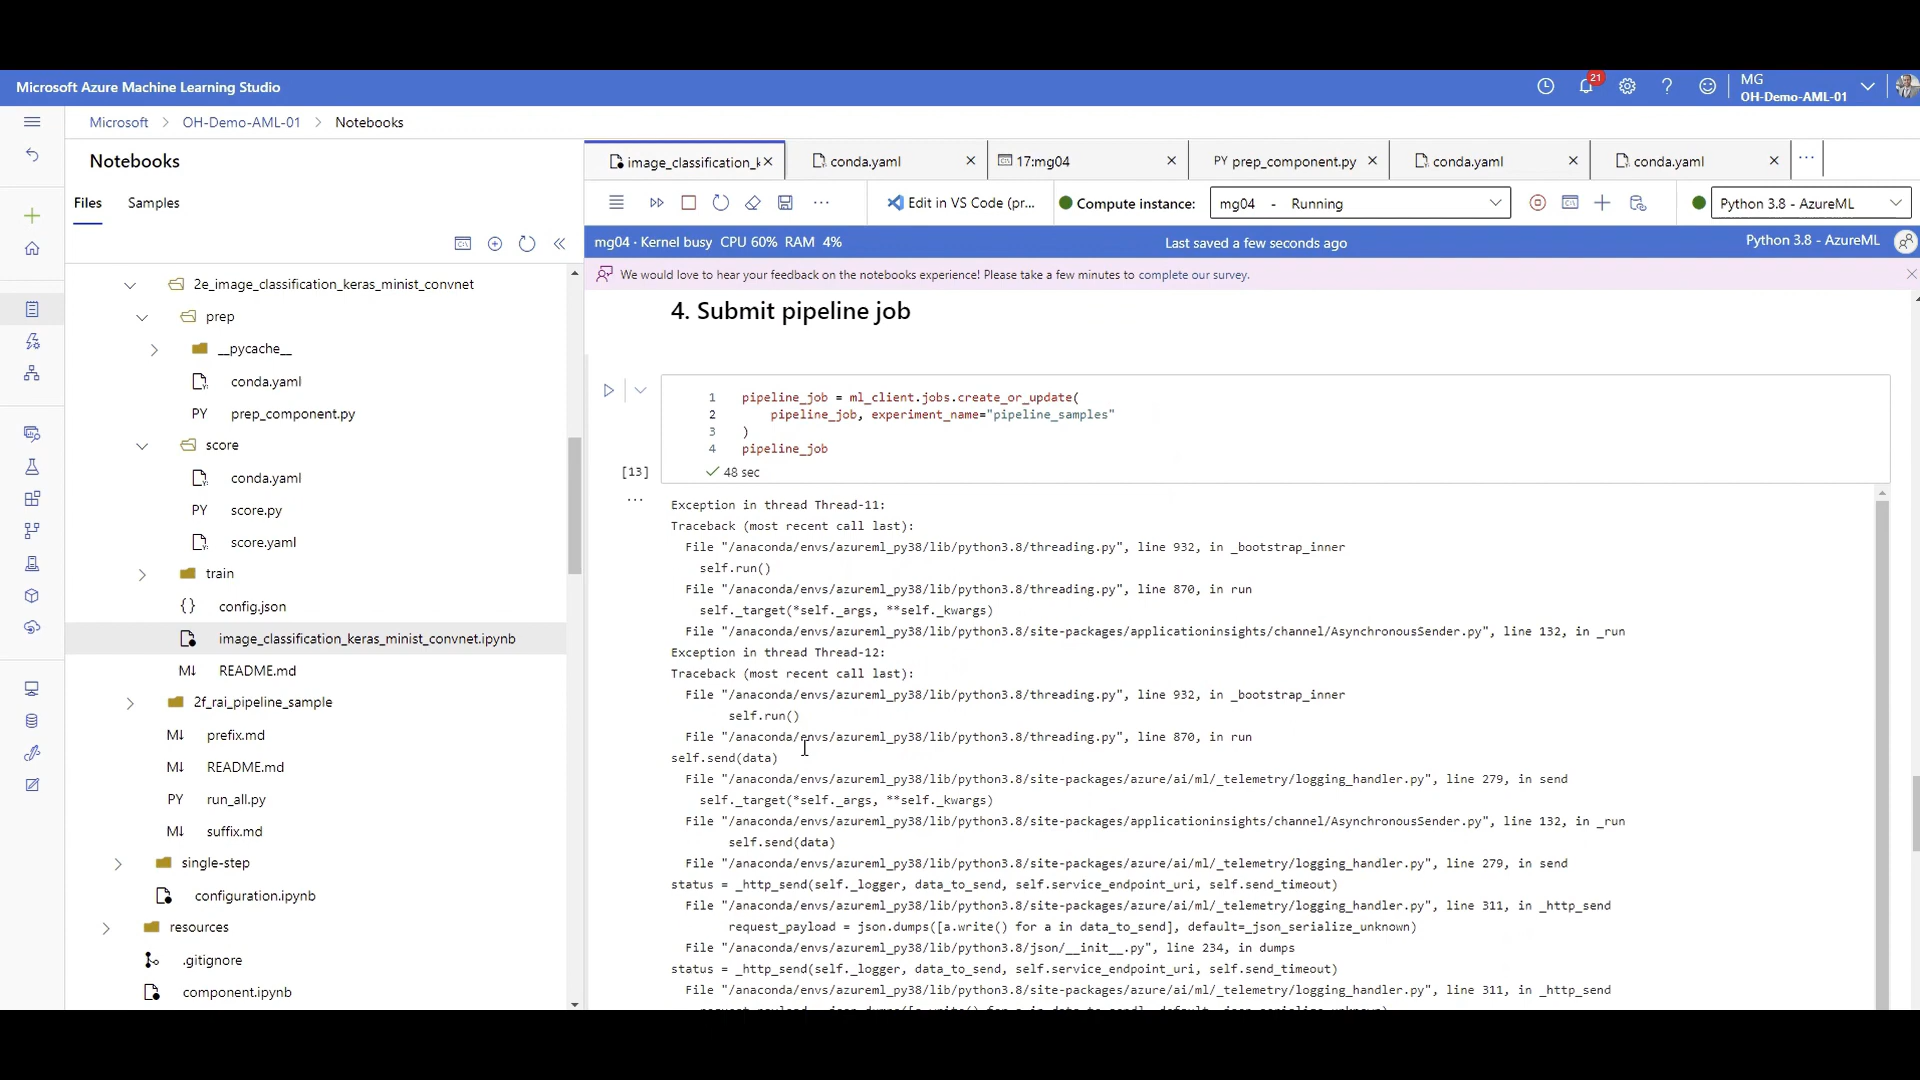 Microsoft Azure Machine Learning Studio
21
MG
OH-Demo-AML-01
Microsoft > OH-Demo-AML-01 > Notebooks
Notebooks
Files Samples
2e_image_classification_keras_minist_convnet
prep
__pycache__
conda.yaml
PY prep_component.py
score
conda.yaml
PY score.py
score.yaml
train
{} config.json
image_classification_keras_minist_convnet.ipynb
M↓ README.md
2f_rai_pipeline_sample
M↓ prefix.md
M↓ README.md
PY run_all.py
M↓ suffix.md
single-step
configuration.ipynb
resources
.gitignore
component.ipynb
image_classification_k conda.yaml 17:mg04 PY prep_component.py conda.yaml conda.yaml ...
... Edit in VS Code (pr... Compute instance: mg04 - Running Python 3.8 - AzureML
mg04 · Kernel busy CPU 60% RAM 4% Last saved a few seconds ago Python 3.8 - AzureML
We would love to hear your feedback on the notebooks experience! Please take a few minutes to complete our survey.
4. Submit pipeline job
1 pipeline_job = ml_client.jobs.create_or_update(
2 pipeline_job, experiment_name="pipeline_samples"
3 )
4 pipeline_job
[13] ✓ 48 sec
...
Exception in thread Thread-11:
Traceback (most recent call last):
File "/anaconda/envs/azureml_py38/lib/python3.8/threading.py", line 932, in _bootstrap_inner
self.run()
File "/anaconda/envs/azureml_py38/lib/python3.8/threading.py", line 870, in run
self._target(*self._args, **self._kwargs)
File "/anaconda/envs/azureml_py38/lib/python3.8/site-packages/applicationinsights/channel/AsynchronousSender.py", line 132, in _run
Exception in thread Thread-12:
Traceback (most recent call last):
File "/anaconda/envs/azureml_py38/lib/python3.8/threading.py", line 932, in _bootstrap_inner
self.run()
File "/anaconda/envs/azureml_py38/lib/python3.8/threading.py", line 870, in run
self.send(data)
File "/anaconda/envs/azureml_py38/lib/python3.8/site-packages/azure/ai/ml/_telemetry/logging_handler.py", line 279, in send
self._target(*self._args, **self._kwargs)
File "/anaconda/envs/azureml_py38/lib/python3.8/site-packages/applicationinsights/channel/AsynchronousSender.py", line 132, in _run
self.send(data)
File "/anaconda/envs/azureml_py38/lib/python3.8/site-packages/azure/ai/ml/_telemetry/logging_handler.py", line 279, in send
status = _http_send(self._logger, data_to_send, self.service_endpoint_uri, self.send_timeout)
File "/anaconda/envs/azureml_py38/lib/python3.8/site-packages/azure/ai/ml/_telemetry/logging_handler.py", line 311, in _http_send
request_payload = json.dumps([a.write() for a in data_to_send], default=_json_serialize_unknown)
File "/anaconda/envs/azureml_py38/lib/python3.8/json/__init__.py", line 234, in dumps
status = _http_send(self._logger, data_to_send, self.service_endpoint_uri, self.send_timeout)
File "/anaconda/envs/azureml_py38/lib/python3.8/site-packages/azure/ai/ml/_telemetry/logging_handler.py", line 311, in _http_send